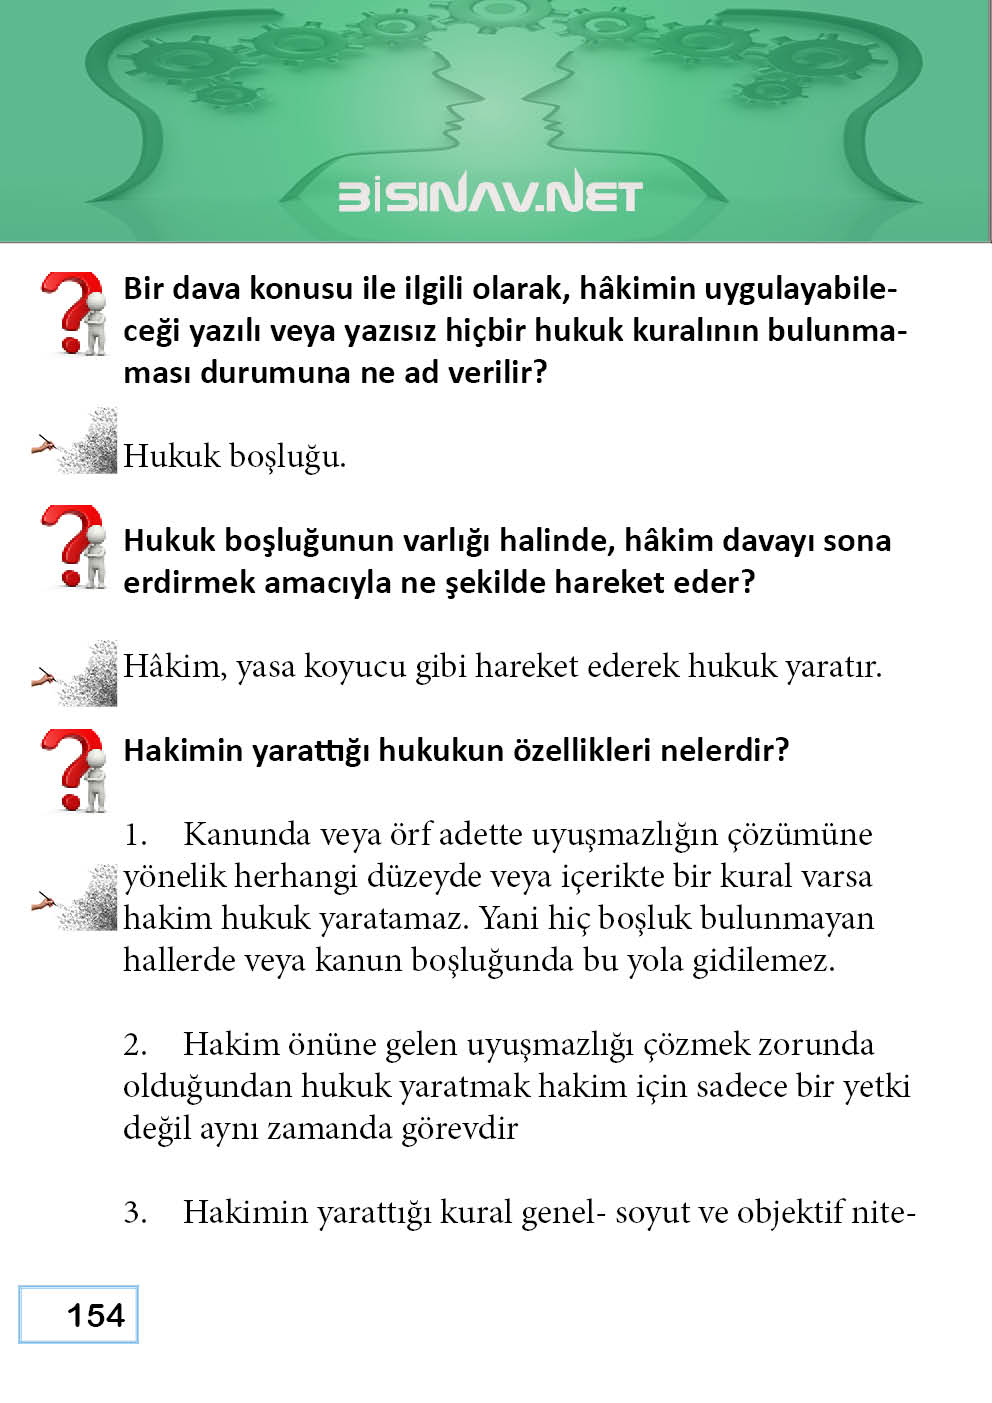 BİSINAV.NET
Bir dava konusu ile ilgili olarak, hâkimin uygulayabile-
ceği yazılı veya yazısız hiçbir hukuk kuralının bulunma-
ması durumuna ne ad verilir?
Hukuk boşluğu.
Hukuk boşluğunun varlığı halinde, hâkim davayı sona
erdirmek amacıyla ne şekilde hareket eder?
Hâkim, yasa koyucu gibi hareket ederek hukuk yaratır.
Hakimin yarattığı hukukun özellikleri nelerdir?
1. Kanunda veya örf adette uyuşmazlığın çözümüne
yönelik herhangi düzeyde veya içerikte bir kural varsa
hakim hukuk yaratamaz. Yani hiç boşluk bulunmayan
hallerde veya kanun boşluğunda bu yola gidilemez.
2. Hakim önüne gelen uyuşmazlığı çözmek zorunda
olduğundan hukuk yaratmak hakim için sadece bir yetki
değil aynı zamanda görevdir
3. Hakimin yarattığı kural genel- soyut ve objektif nite-
154